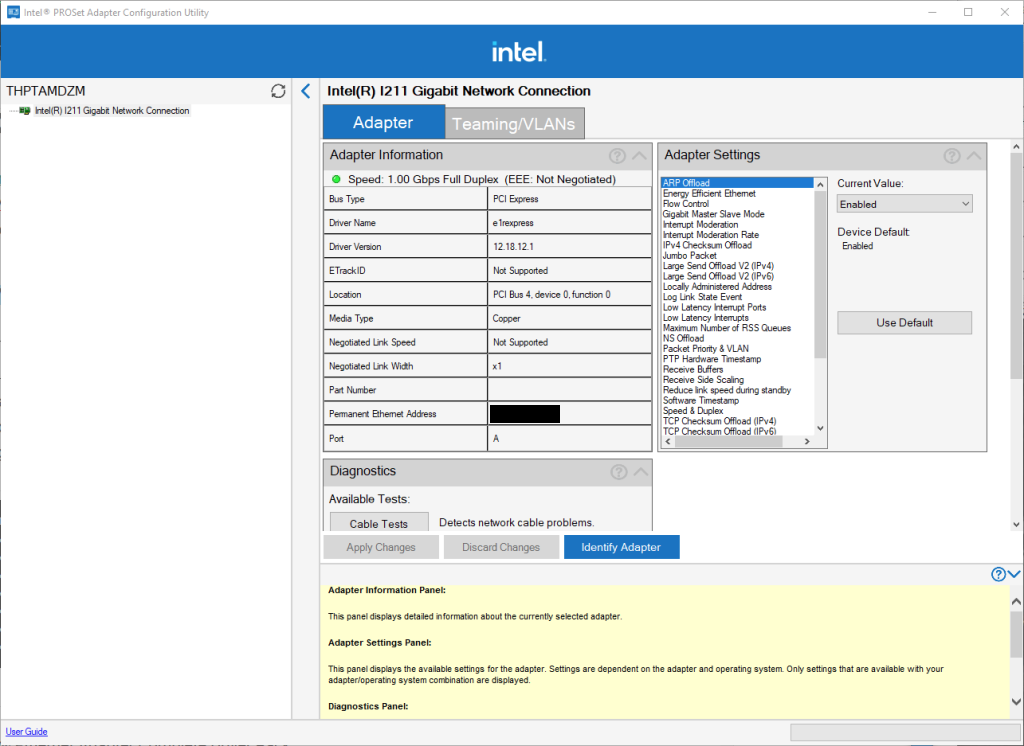 Intel® PROSet Adapter Configuration Utility
intel.
THPTAMDZM
Intel(R) I211 Gigabit Network Connection
Intel(R) I211 Gigabit Network Connection
Adapter
Teaming/VLANs
Adapter Information
Speed: 1.00 Gbps Full Duplex (EEE: Not Negotiated)
Bus Type PCI Express
Driver Name e1rexpress
Driver Version 12.18.12.1
ETrackID Not Supported
Location PCI Bus 4, device 0, function 0
Media Type Copper
Negotiated Link Speed Not Supported
Negotiated Link Width x1
Part Number
Permanent Ethernet Address
Port A
Adapter Settings
ARP Offload
Energy Efficient Ethernet
Flow Control
Gigabit Master Slave Mode
Interrupt Moderation
Interrupt Moderation Rate
IPv4 Checksum Offload
Jumbo Packet
Large Send Offload V2 (IPv4)
Large Send Offload V2 (IPv6)
Locally Administered Address
Log Link State Event
Low Latency Interrupt Ports
Low Latency Interrupts
Maximum Number of RSS Queues
NS Offload
Packet Priority & VLAN
PTP Hardware Timestamp
Receive Buffers
Receive Side Scaling
Reduce link speed during standby
Software Timestamp
Speed & Duplex
TCP Checksum Offload (IPv4)
TCP Checksum Offload (IPv6)
Current Value:
Enabled
Device Default:
Enabled
Use Default
Diagnostics
Available Tests:
Cable Tests Detects network cable problems.
Apply Changes
Discard Changes
Identify Adapter
Adapter Information Panel:
This panel displays detailed information about the currently selected adapter.
Adapter Settings Panel:
This panel displays the available settings for the adapter. Settings are dependent on the adapter and operating system. Only settings that are available with your
adapter/operating system combination are displayed.
Diagnostics Panel:
User Guide